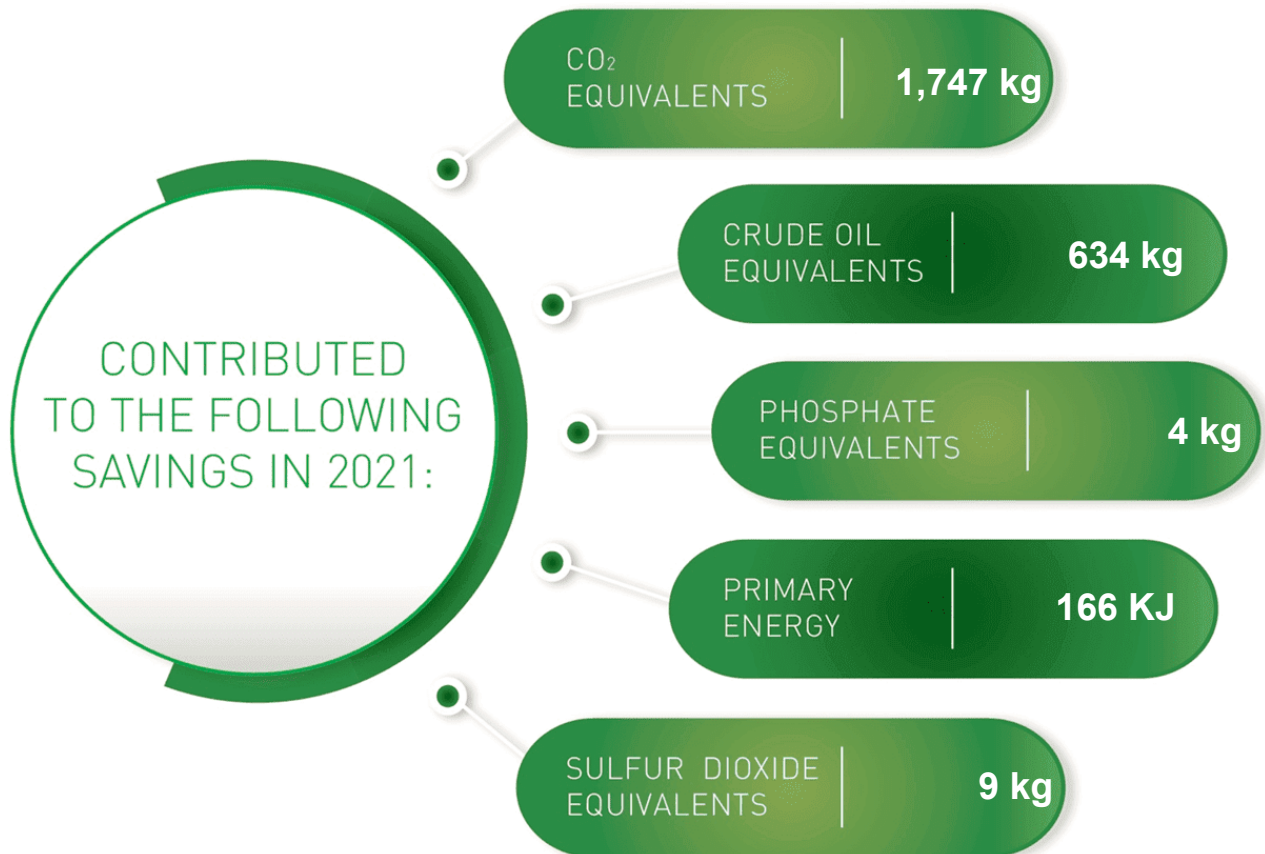 CONTRIBUTED
TO THE FOLLOWING
SAVINGS IN 2021:
CO₂
EQUIVALENTS
1,747 kg
CRUDE OIL
EQUIVALENTS
634 kg
PHOSPHATE
EQUIVALENTS
4 kg
PRIMARY
ENERGY
166 KJ
SULFUR DIOXIDE
EQUIVALENTS
9 kg